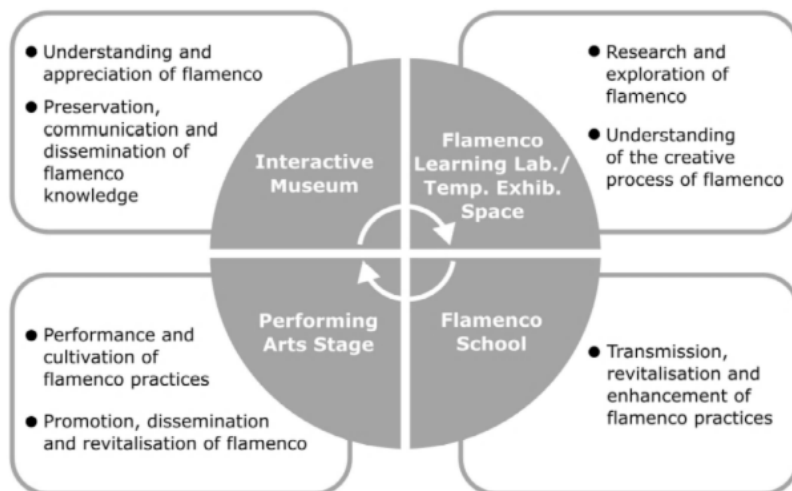 ● Understanding and
appreciation of flamenco
● Preservation,
communication and
dissemination of
flamenco
knowledge
Interactive
Museum
Flamenco
Learning Lab./
Temp. Exhib.
Space
● Research and
exploration of
flamenco
● Understanding
of the creative
process of flamenco
● Performance and
cultivation of
flamenco practices
● Promotion, dissemination
and revitalisation of flamenco
Performing
Arts Stage
Flamenco
School
● Transmission,
revitalisation and
enhancement of
flamenco practices